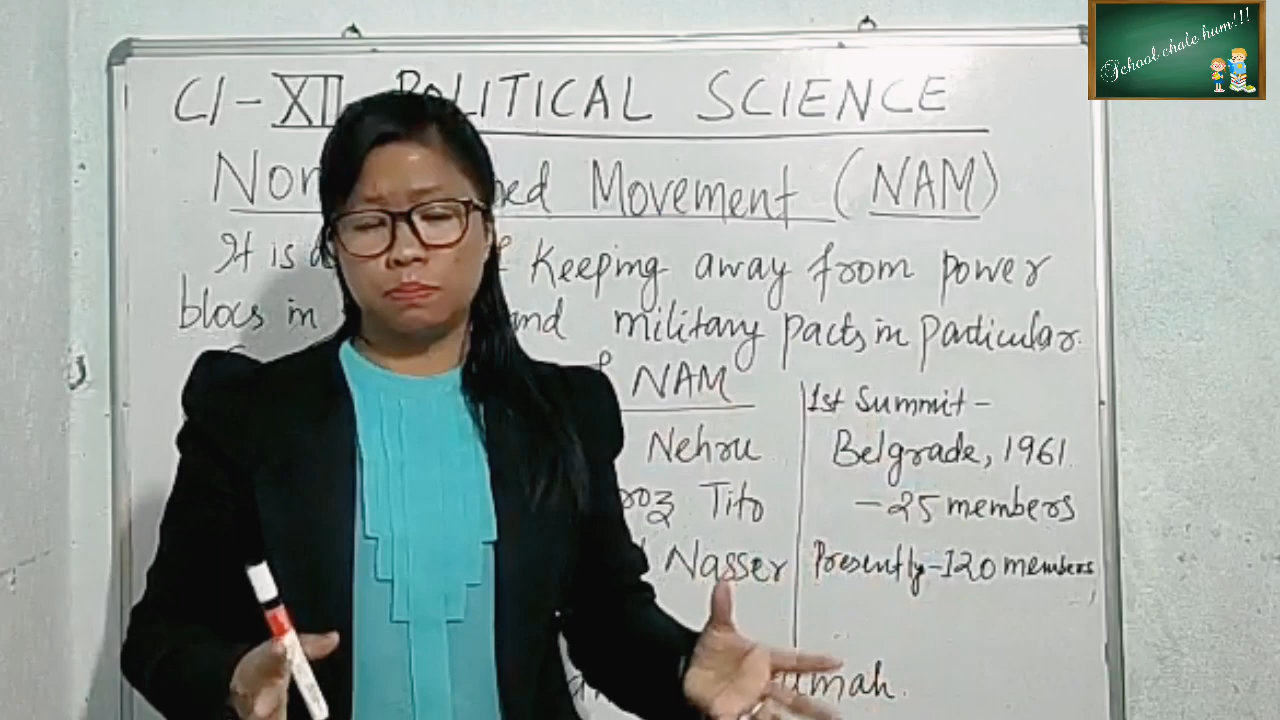 School chale hum!!!
Cl-XII POLITICAL SCIENCE
Movement (NAM)
It is keeping away from power
blocs in and military pacts in particular.
NAM
Nehru
Tito
Nasser
1st Summit-
Belgrade, 1961.
-25 members
Presently-120 members